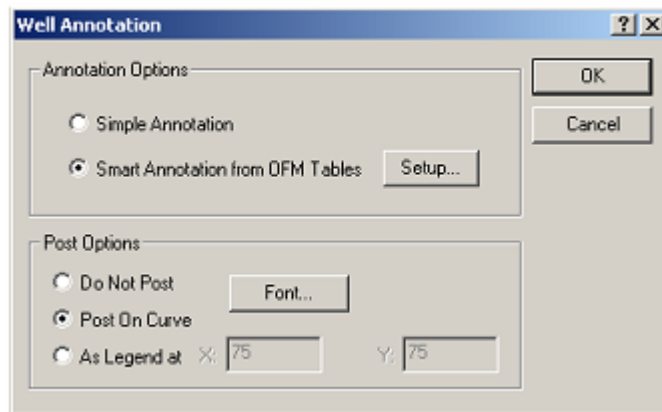 Well Annotation
Annotation Options
OK
Simple Annotation
Cancel
Smart Annotation from OFM Tables Setup...
Post Options
Do Not Post Font...
Post On Curve
As Legend at X: 75 Y: 75